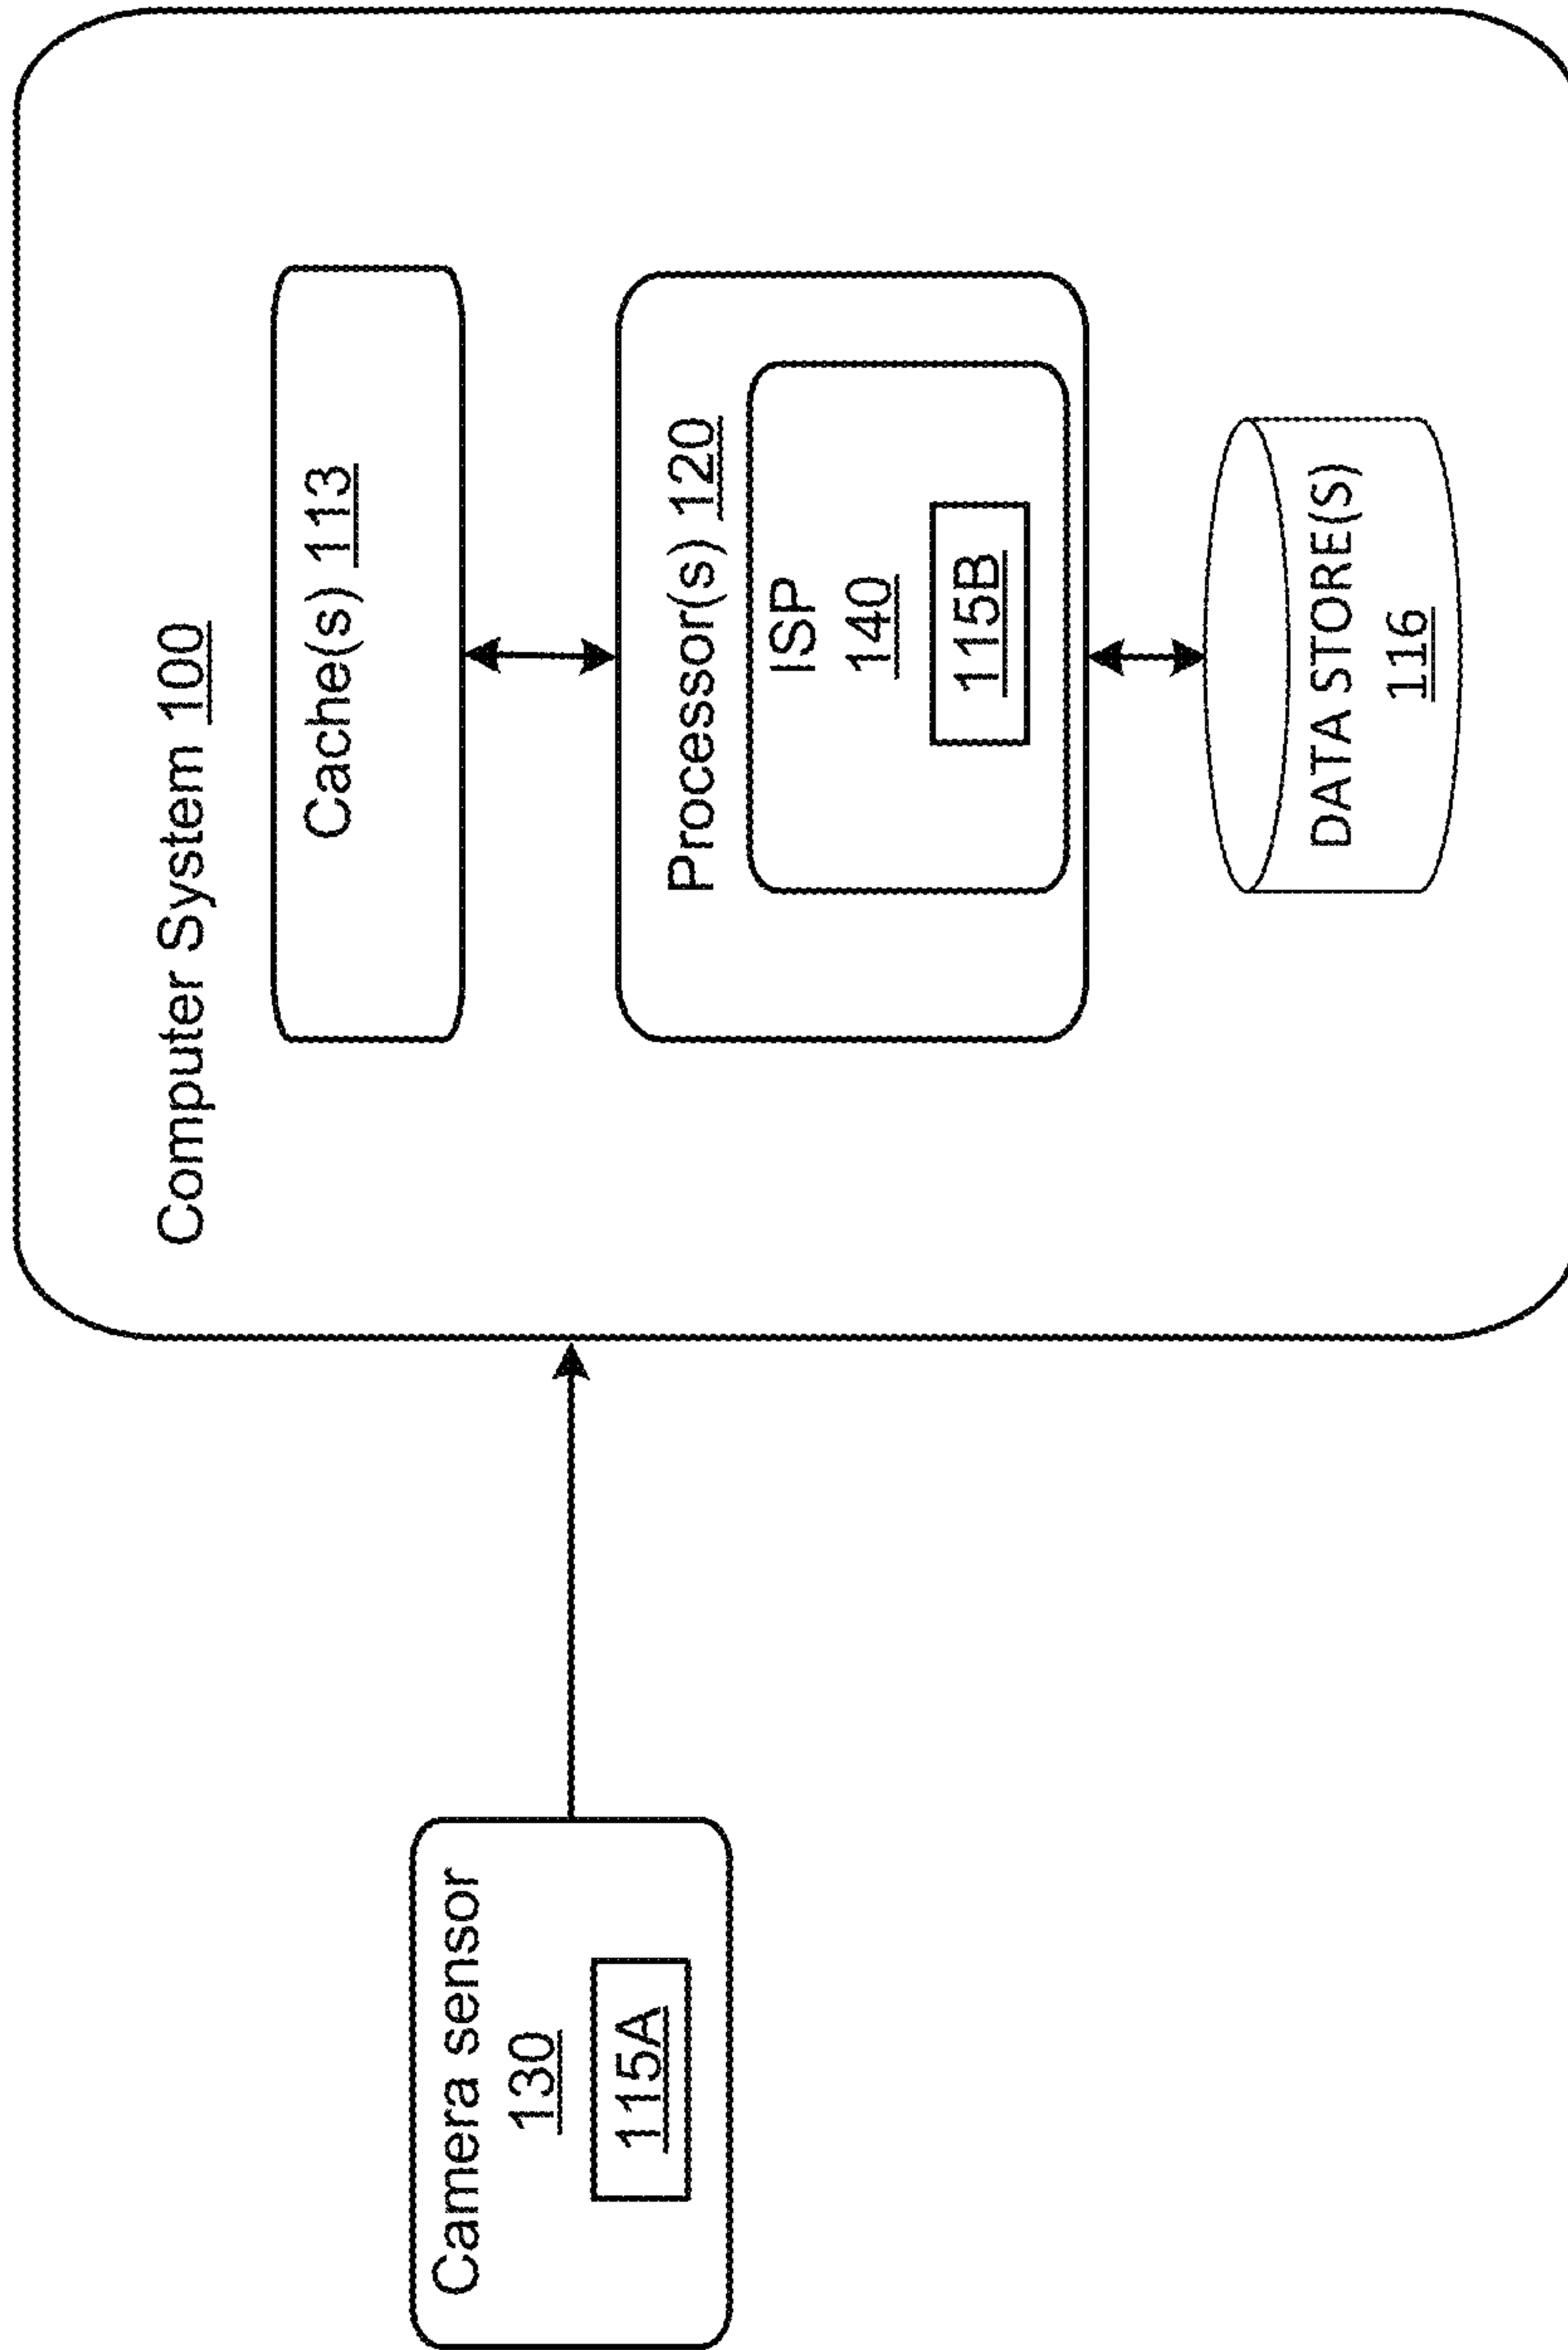 Camera sensor
130
115A
Computer System 100
Cache(s) 113
Processor(s) 120
ISP
140
115B
DATA STORE(S)
116